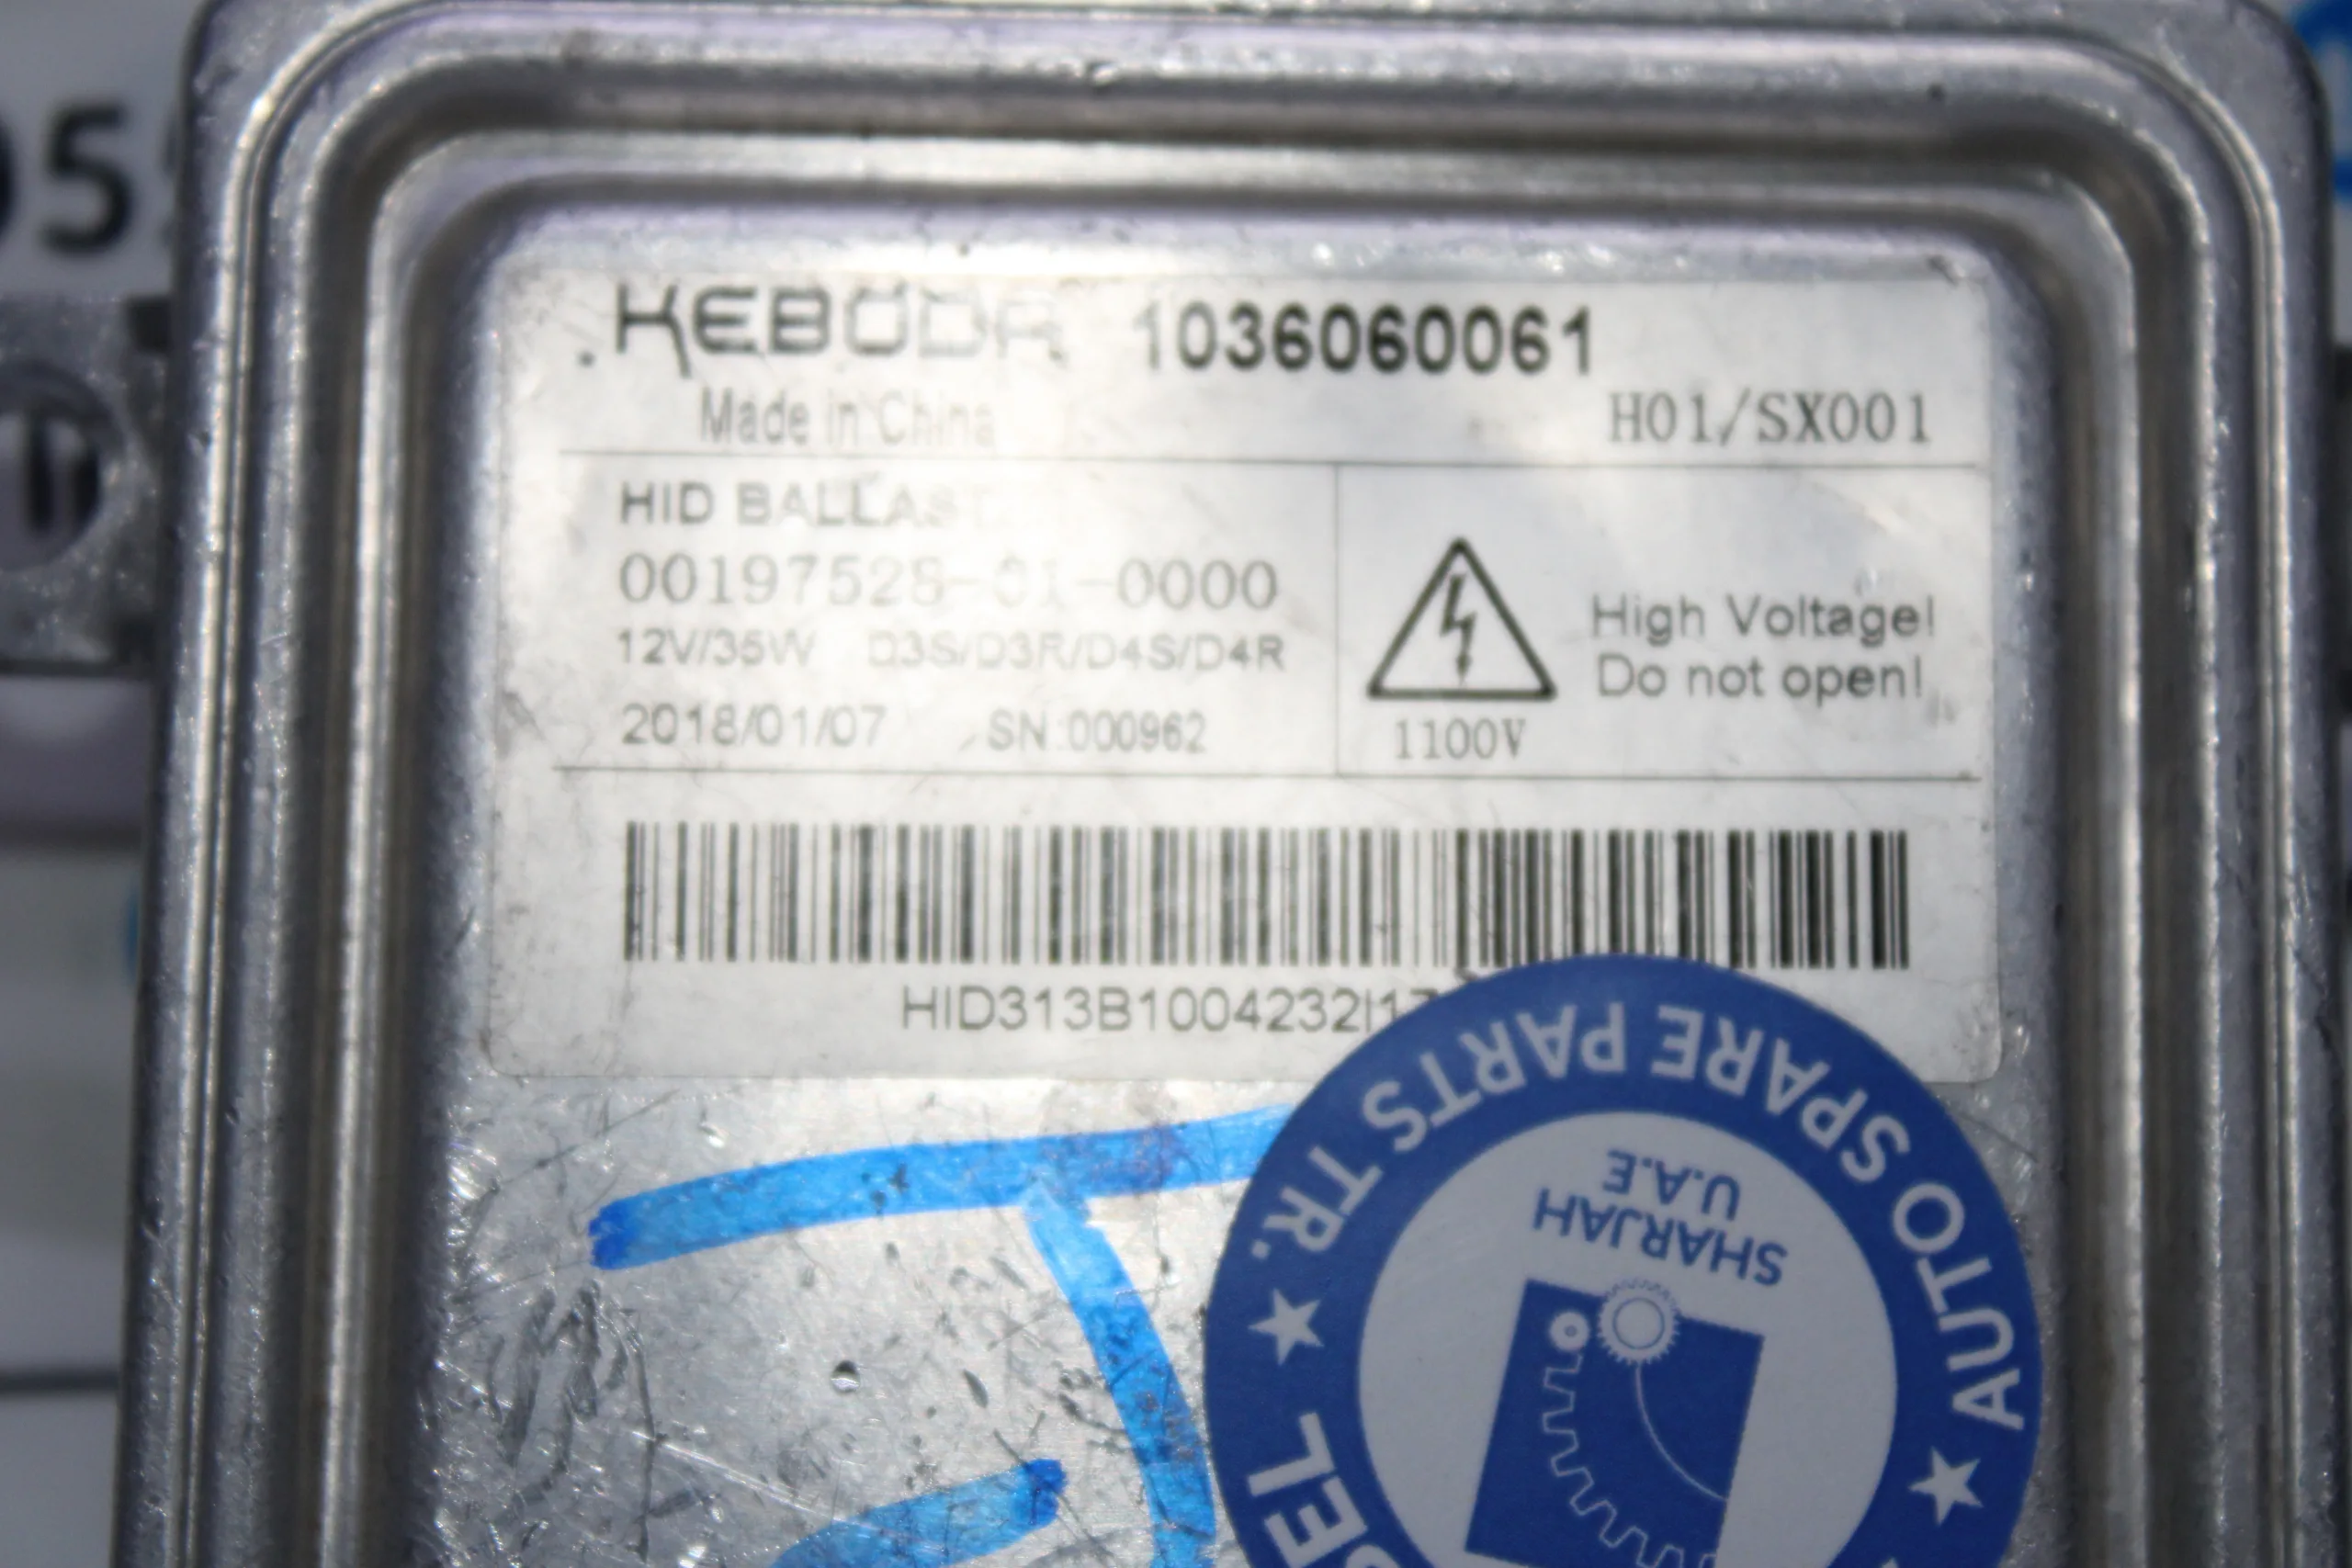 KEBODA 1036060061
Made in China
H01/SX001
HID BALLAST
00197528-01-0000
12V/35W D3S/D3R/D4S/D4R
2018/01/07 SN:000962
High Voltage!
Do not open!
1100V
HID313B1004232I1
AUTO SPARE PARTS TR.
SHARJAH
U.A.E